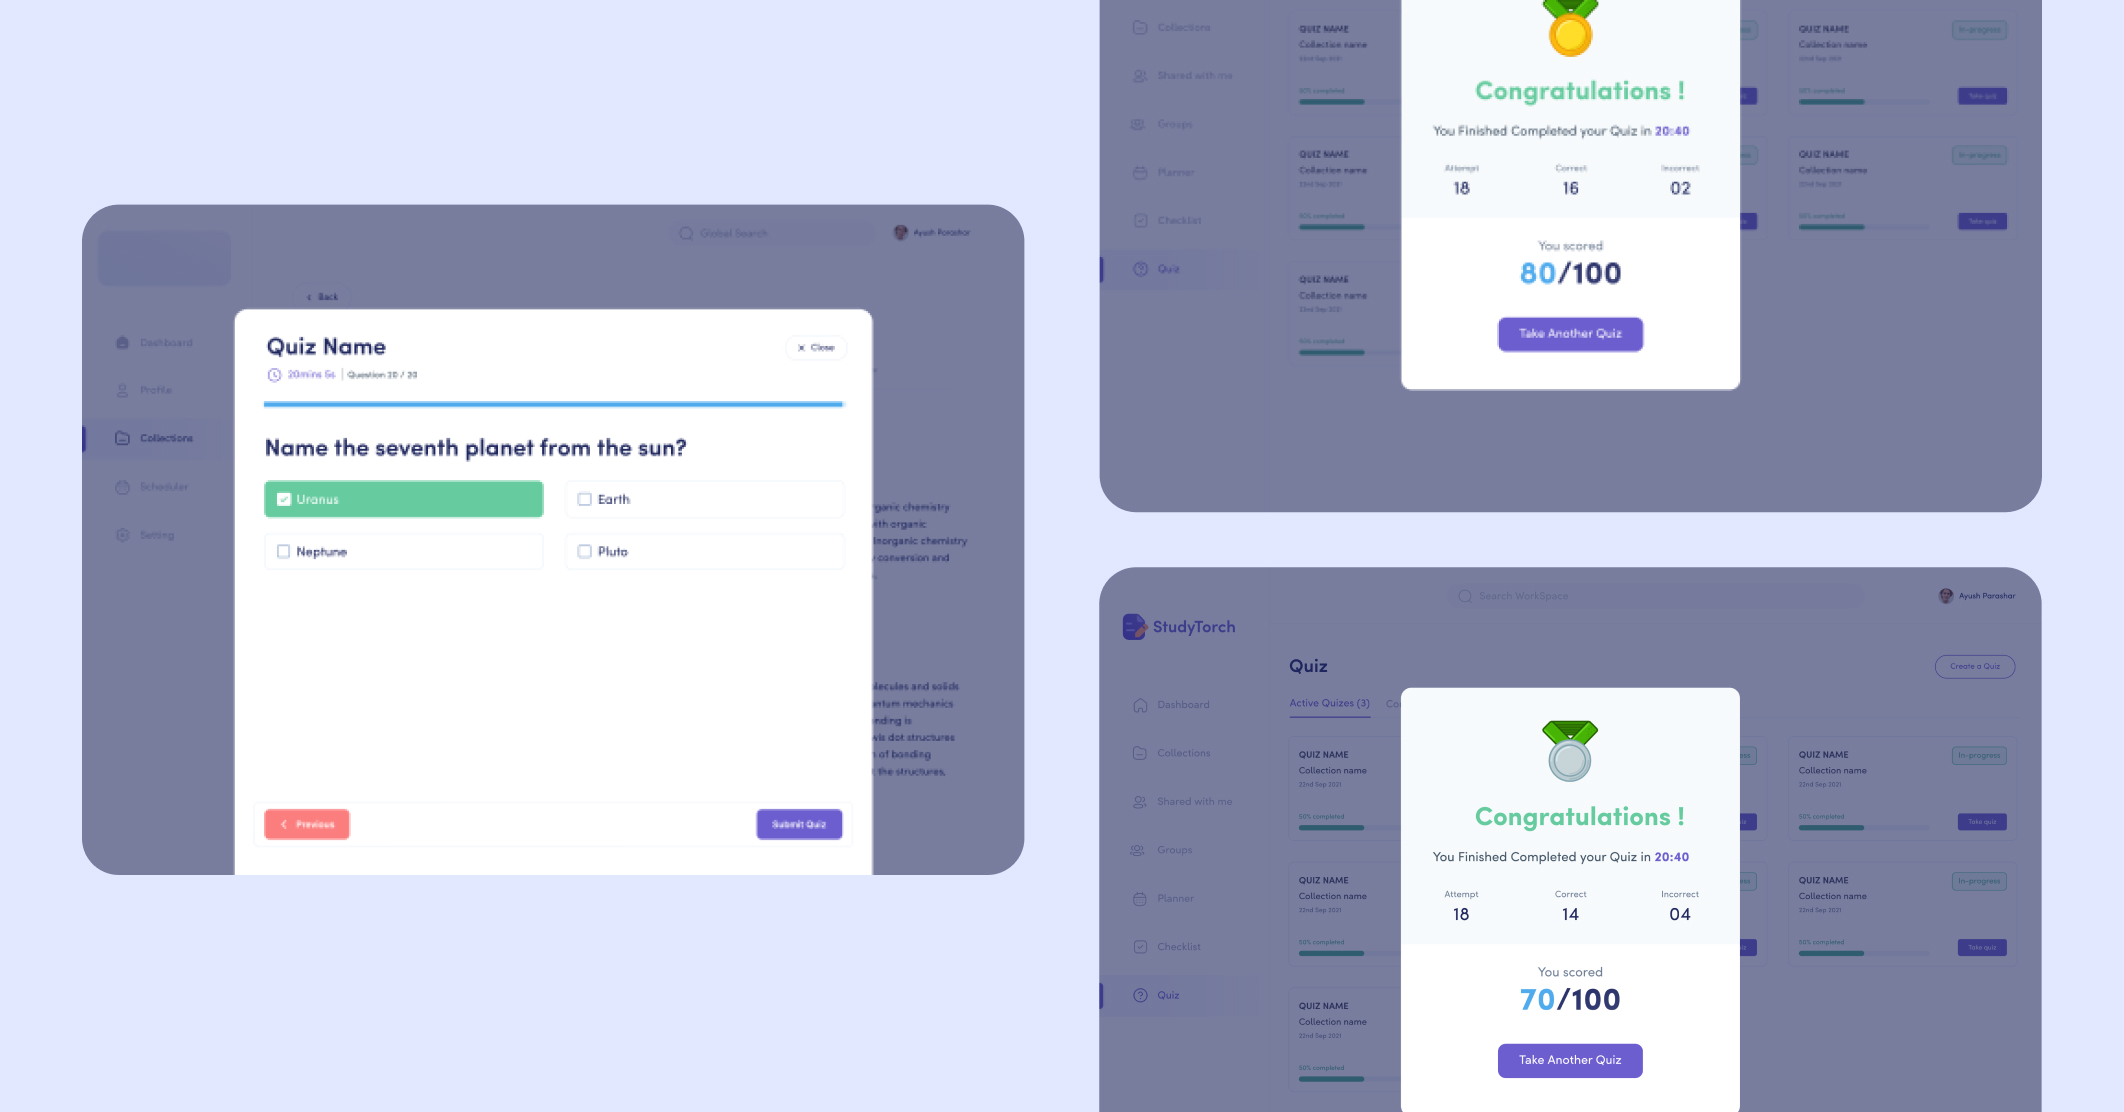 Global Search
Ayush Parashar
Back
Dashboard
Profile
Collections
Scheduler
Setting
Quiz Name
Close
20mins 5s | Question 20 / 20
Name the seventh planet from the sun?
Uranus
Earth
Neptune
Pluto
Previous
Submit Quiz
ganic chemistry
ith organic
Inorganic chemistry
conversion and
lecules and solids
ntum mechanics
nding is
wis dot structures
n of bonding
t the structures,
Collections
Shared with me
Groups
Planner
Checklist
Quiz
QUIZ NAME
Collection name
22nd Sep 2021
50% completed
QUIZ NAME
Collection name
22nd Sep 2021
50% completed
QUIZ NAME
Collection name
22nd Sep 2021
50% completed
QUIZ NAME
In-progress
Collection name
22nd Sep 2021
50% completed
Take quiz
QUIZ NAME
In-progress
Collection name
22nd Sep 2021
50% completed
Take quiz
Congratulations !
You Finished Completed your Quiz in 20:40
Attempt
Correct
Incorrect
18
16
02
You scored
80/100
Take Another Quiz
StudyTorch
Search WorkSpace
Ayush Parashar
Quiz
Create a Quiz
Active Quizes (3)
Co
Dashboard
Collections
Shared with me
Groups
Planner
Checklist
Quiz
QUIZ NAME
Collection name
22nd Sep 2021
50% completed
QUIZ NAME
Collection name
22nd Sep 2021
50% completed
QUIZ NAME
Collection name
22nd Sep 2021
50% completed
QUIZ NAME
In-progress
Collection name
22nd Sep 2021
50% completed
Take quiz
QUIZ NAME
In-progress
Collection name
22nd Sep 2021
50% completed
Take quiz
Congratulations !
You Finished Completed your Quiz in 20:40
Attempt
Correct
Incorrect
18
14
04
You scored
70/100
Take Another Quiz